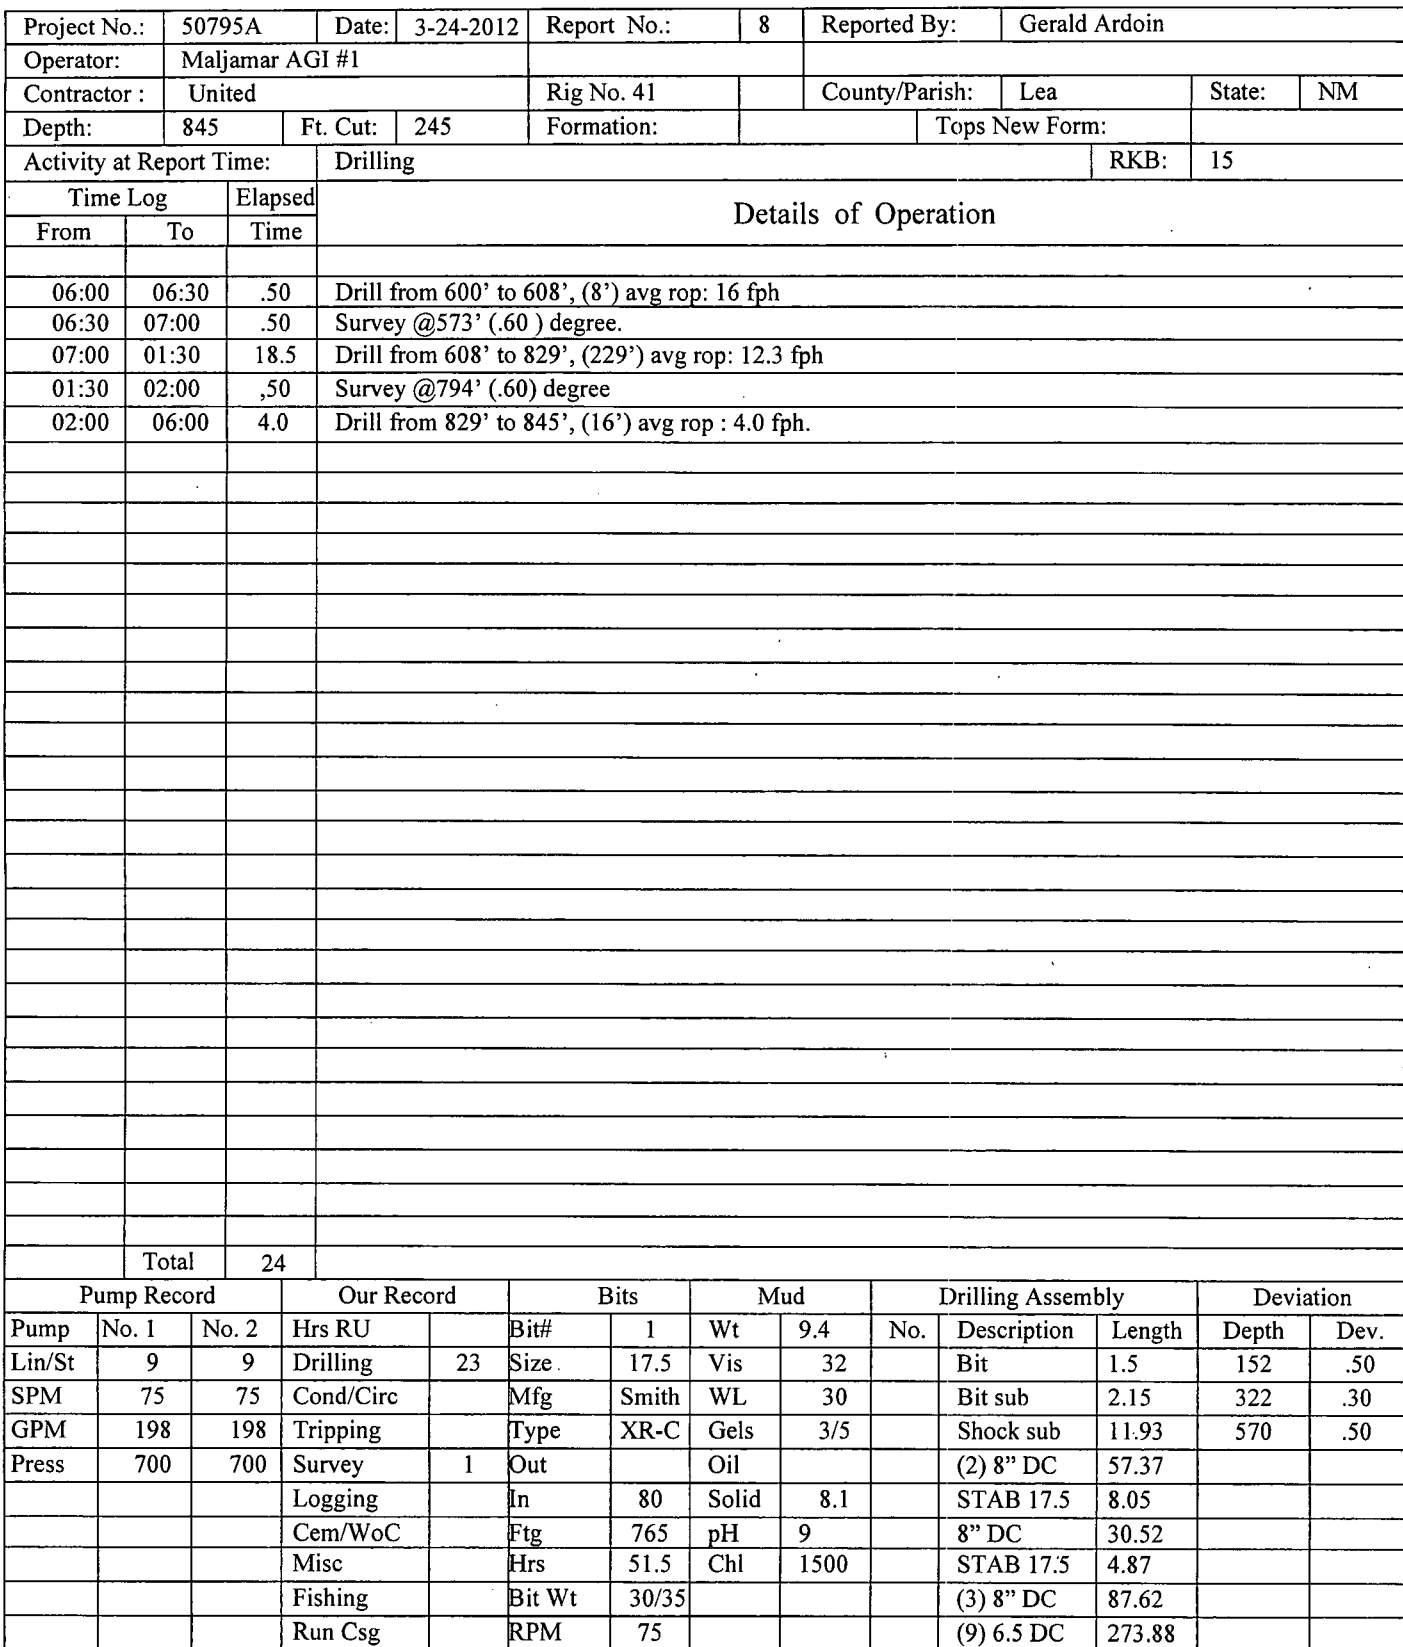 Project No.: 50795A Date: 3-24-2012 Report No.: 8 Reported By: Gerald Ardoin
Operator: Maljamar AGI #1
Contractor : United Rig No. 41 County/Parish: Lea State: NM
Depth: 845 Ft. Cut: 245 Formation: Tops New Form:
Activity at Report Time: Drilling RKB: 15
Time Log Elapsed Details of Operation
From To Time
06:00 06:30 .50 Drill from 600’ to 608’, (8’) avg rop: 16 fph
06:30 07:00 .50 Survey @573’ (.60 ) degree.
07:00 01:30 18.5 Drill from 608’ to 829’, (229’) avg rop: 12.3 fph
01:30 02:00 ,50 Survey @794’ (.60) degree
02:00 06:00 4.0 Drill from 829’ to 845’, (16’) avg rop : 4.0 fph.
Total 24
Pump Record Our Record Bits Mud Drilling Assembly Deviation
Pump No. 1 No. 2 Hrs RU Bit# 1 Wt 9.4 No. Description Length Depth Dev.
Lin/St 9 9 Drilling 23 Size 17.5 Vis 32 Bit 1.5 152 .50
SPM 75 75 Cond/Circ Mfg Smith WL 30 Bit sub 2.15 322 .30
GPM 198 198 Tripping Type XR-C Gels 3/5 Shock sub 11.93 570 .50
Press 700 700 Survey 1 Out Oil (2) 8” DC 57.37
Logging In 80 Solid 8.1 STAB 17.5 8.05
Cem/WoC Ftg 765 pH 9 8” DC 30.52
Misc Hrs 51.5 Chl 1500 STAB 17.5 4.87
Fishing Bit Wt 30/35 (3) 8” DC 87.62
Run Csg RPM 75 (9) 6.5 DC 273.88